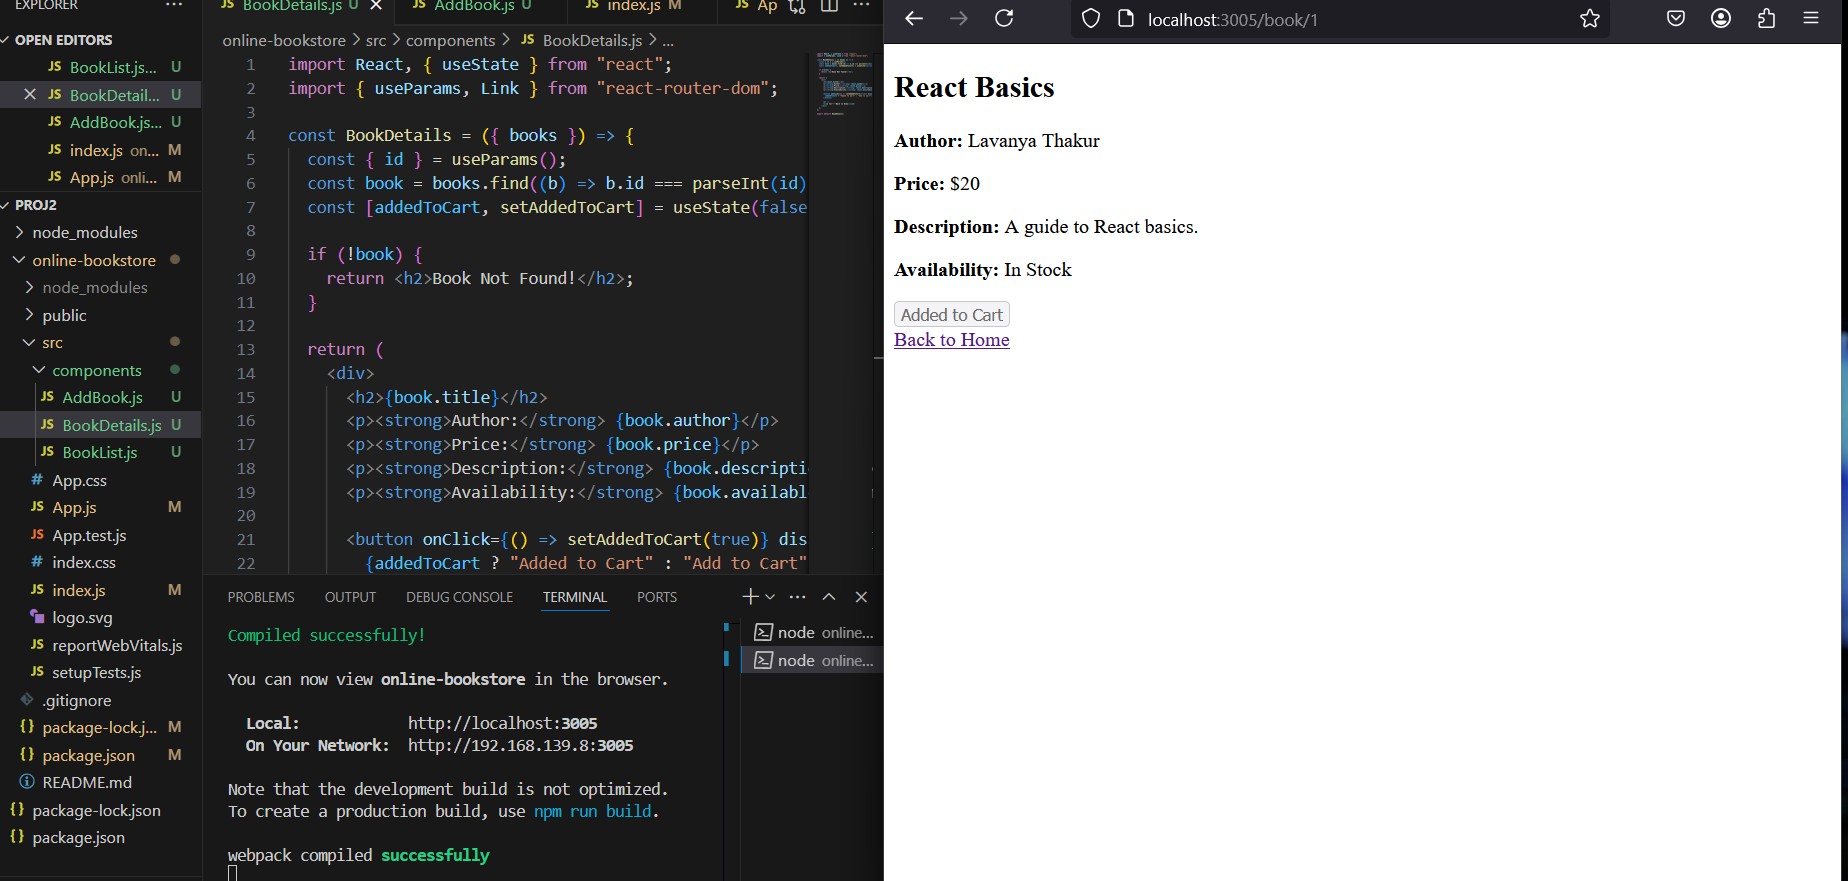 EXPLORER
OPEN EDITORS
JS BookList.js... U
JS BookDetail... U
JS AddBook.js... U
JS index.js on... M
JS App.js onli... M
PROJ2
node_modules
online-bookstore
node_modules
public
src
components
JS AddBook.js U
JS BookDetails.js U
JS BookList.js U
# App.css
JS App.js M
JS App.test.js
# index.css
JS index.js M
logo.svg
JS reportWebVitals.js
JS setupTests.js
.gitignore
{} package-lock.j... M
{} package.json M
README.md
{} package-lock.json
{} package.json
JS BookDetails.js U JS AddBook.js U JS index.js M JS Ap
online-bookstore > src > components > JS BookDetails.js > ...
1 import React, { useState } from "react";
2 import { useParams, Link } from "react-router-dom";
3
4 const BookDetails = ({ books }) => {
5 const { id } = useParams();
6 const book = books.find((b) => b.id === parseInt(id)
7 const [addedToCart, setAddedToCart] = useState(false
8
9 if (!book) {
10 return <h2>Book Not Found!</h2>;
11 }
12
13 return (
14 <div>
15 <h2>{book.title}</h2>
16 <p><strong>Author:</strong> {book.author}</p>
17 <p><strong>Price:</strong> {book.price}</p>
18 <p><strong>Description:</strong> {book.descripti
19 <p><strong>Availability:</strong> {book.availabl
20
21 <button onClick={() => setAddedToCart(true)} dis
22 {addedToCart ? "Added to Cart" : "Add to Cart"
PROBLEMS OUTPUT DEBUG CONSOLE TERMINAL PORTS
Compiled successfully!
You can now view online-bookstore in the browser.
Local: http://localhost:3005
On Your Network: http://192.168.139.8:3005
Note that the development build is not optimized.
To create a production build, use npm run build.
webpack compiled successfully
node online...
node online...
localhost:3005/book/1
React Basics
Author: Lavanya Thakur
Price: $20
Description: A guide to React basics.
Availability: In Stock
Added to Cart
Back to Home